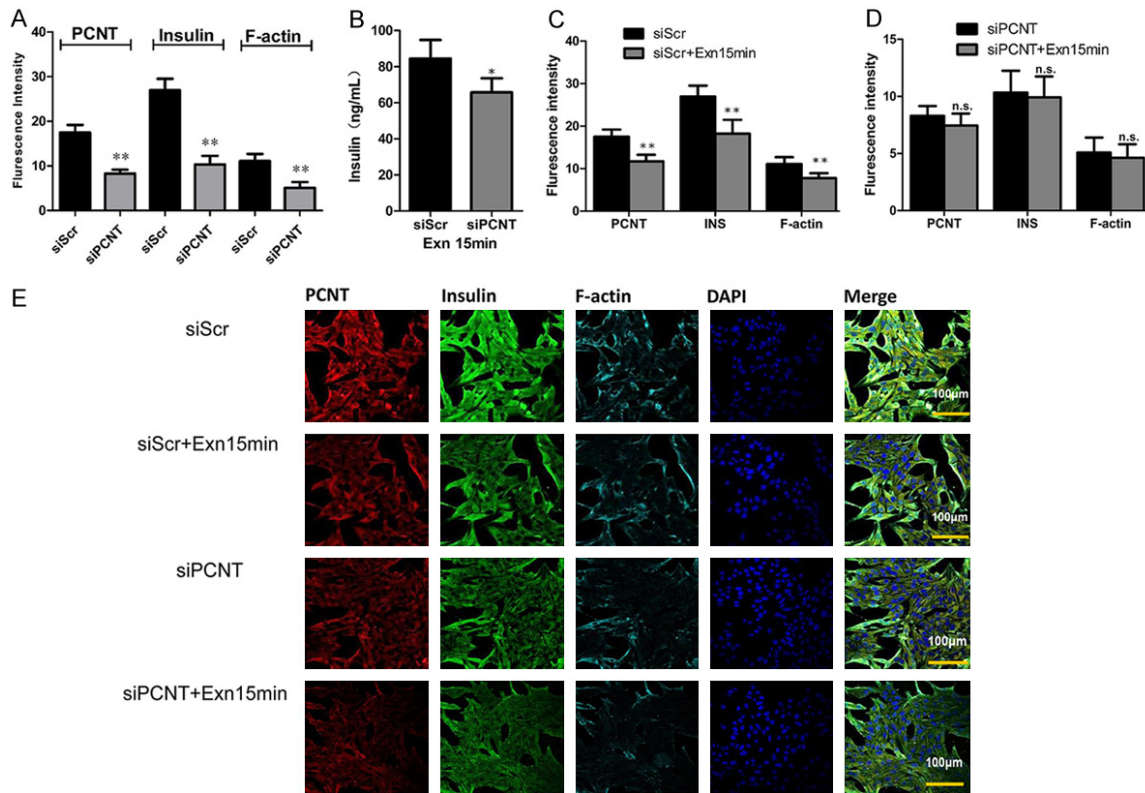 A
PCNT Insulin F-actin
Flurescence Intensity
40
30
20
10
0
siScr siPCNT siScr siPCNT siScr siPCNT
** ** **
B
Insulin (ng/mL)
100
80
60
40
20
0
*
siScr siPCNT
Exn 15min
C
siScr
siScr+Exn15min
Flurescence intensity
40
30
20
10
0
** ** **
PCNT INS F-actin
D
siPCNT
siPCNT+Exn15min
Flurescence intensity
15
10
5
0
n.s. n.s. n.s.
PCNT INS F-actin
E
PCNT Insulin F-actin DAPI Merge
siScr
100μm
siScr+Exn15min
100μm
siPCNT
100μm
siPCNT+Exn15min
100μm